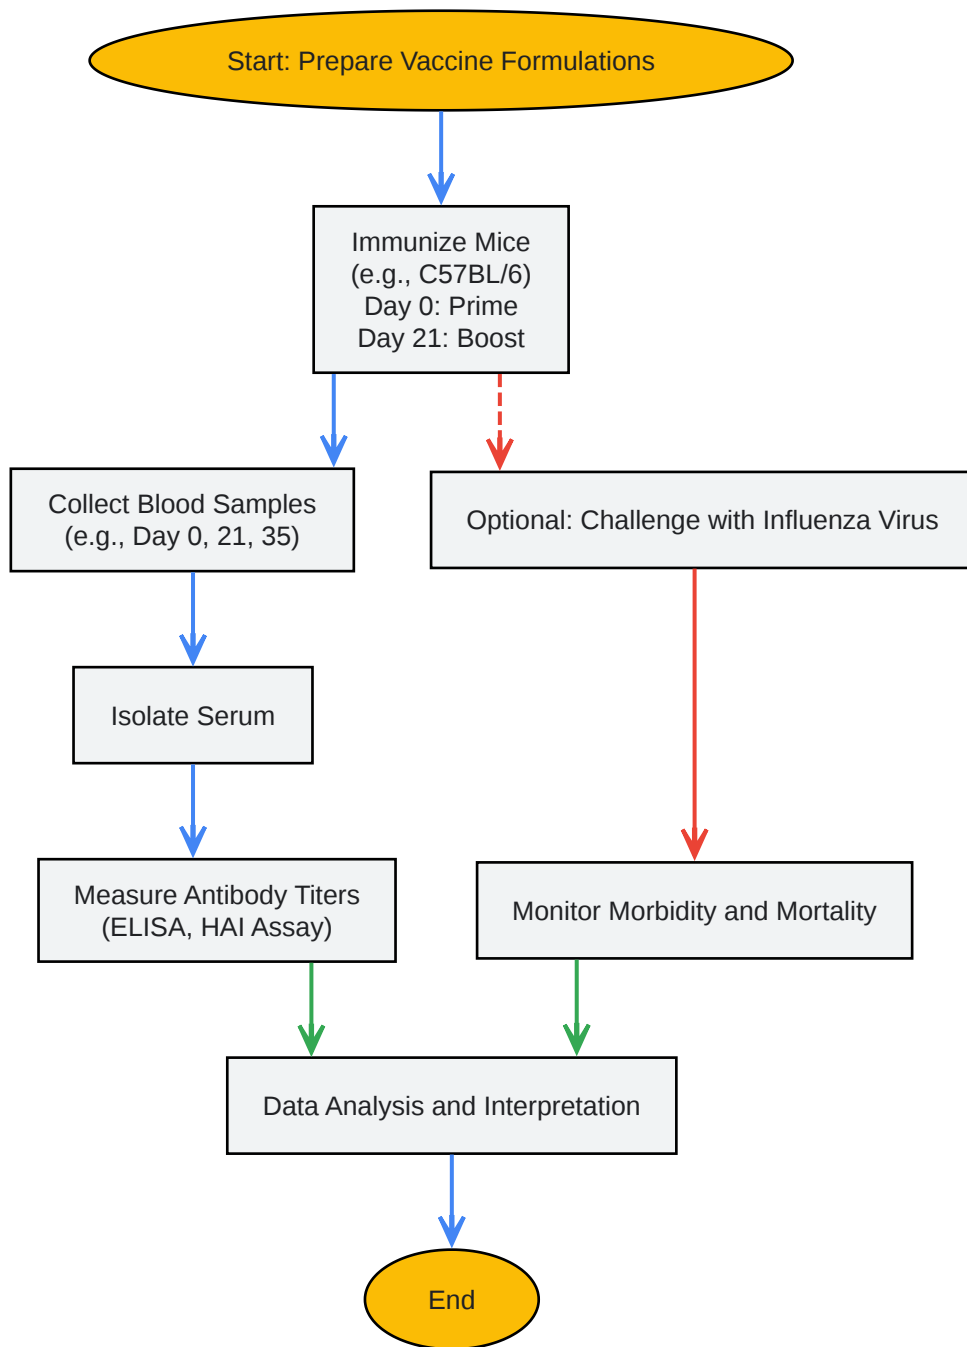 Start: Prepare Vaccine Formulations
Immunize Mice
(e.g., C57BL/6)
Day 0: Prime
Day 21: Boost
Collect Blood Samples
(e.g., Day 0, 21, 35)
Optional: Challenge with Influenza Virus
Isolate Serum
Measure Antibody Titers
(ELISA, HAI Assay)
Monitor Morbidity and Mortality
Data Analysis and Interpretation
End